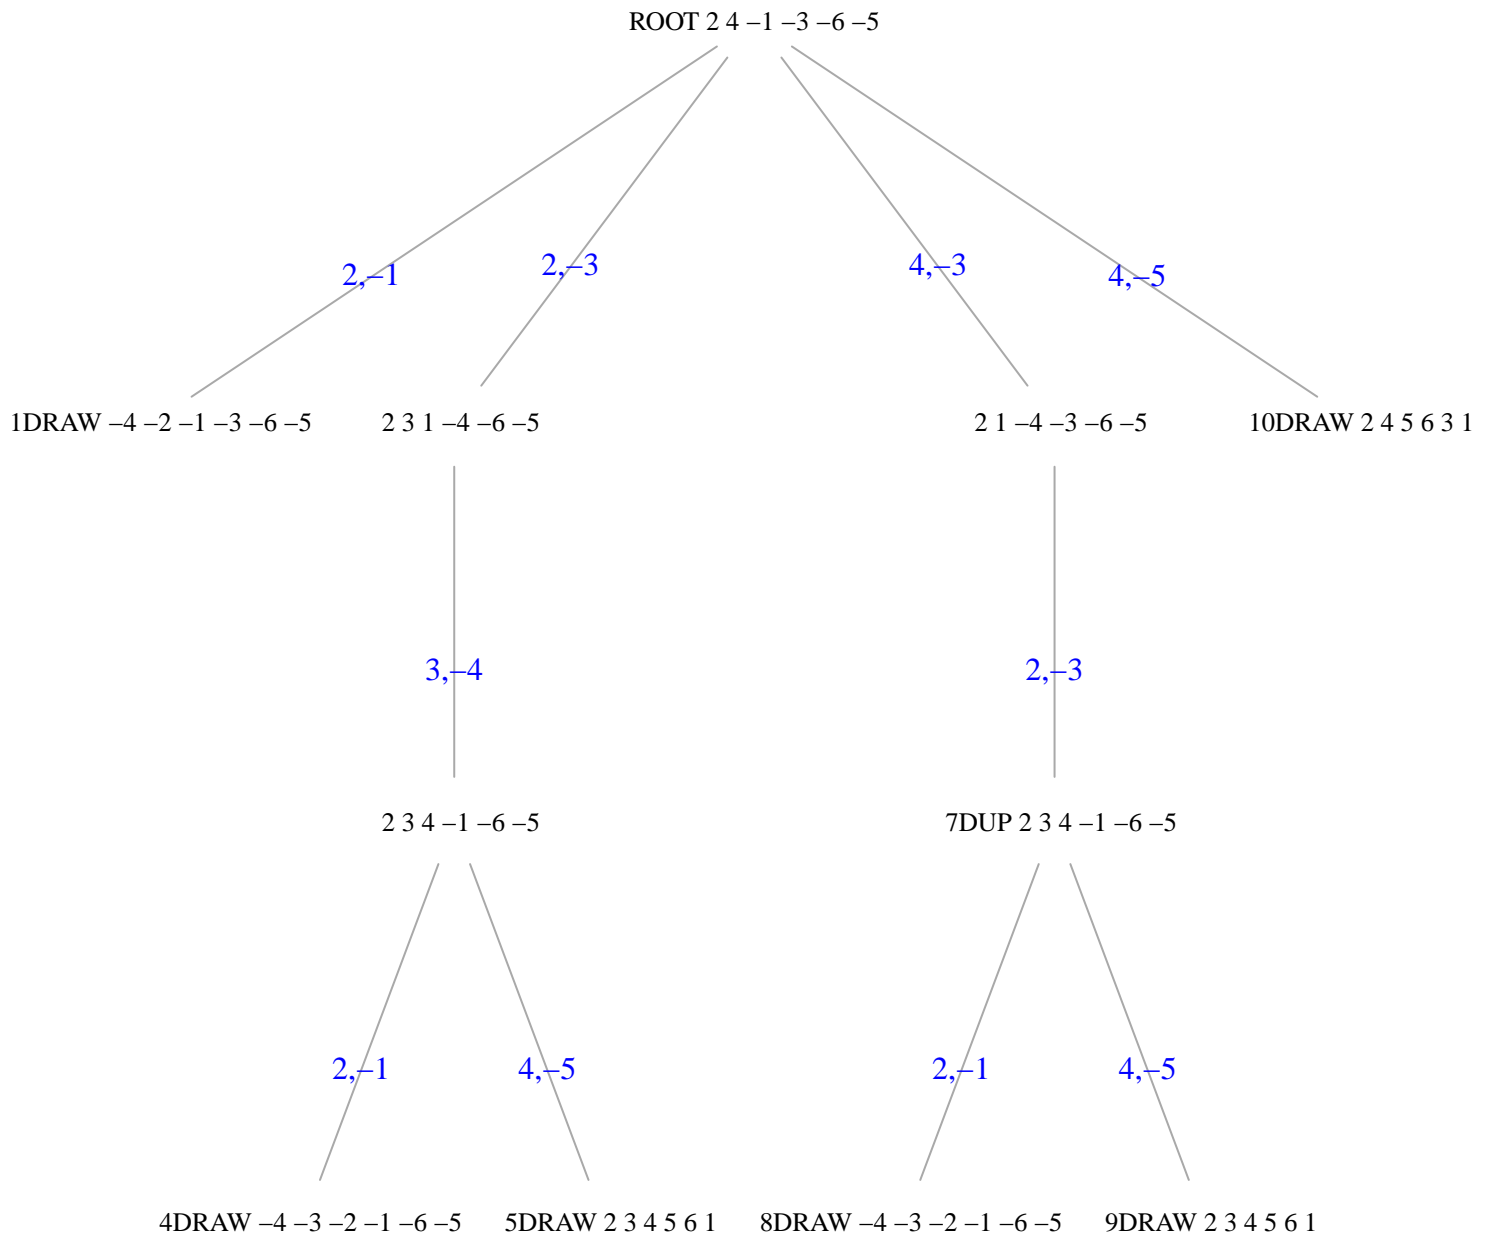 ROOT 2 4 –1 –3 –6 –5
2,–1
2,–3
4,–3
4,–5
1DRAW –4 –2 –1 –3 –6 –5
2 3 1 –4 –6 –5
2 1 –4 –3 –6 –5
10DRAW 2 4 5 6 3 1
3,–4
2,–3
2 3 4 –1 –6 –5
7DUP 2 3 4 –1 –6 –5
2,–1
4,–5
2,–1
4,–5
4DRAW –4 –3 –2 –1 –6 –5
5DRAW 2 3 4 5 6 1
8DRAW –4 –3 –2 –1 –6 –5
9DRAW 2 3 4 5 6 1